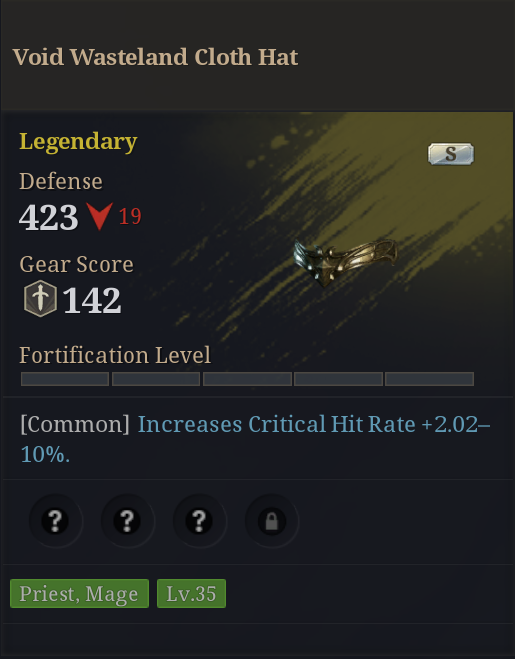 Void Wasteland Cloth Hat
Legendary
S
Defense
423 19
Gear Score
142
Fortification Level
[Common] Increases Critical Hit Rate +2.02–
10%.
? ? ?
Priest, Mage Lv.35